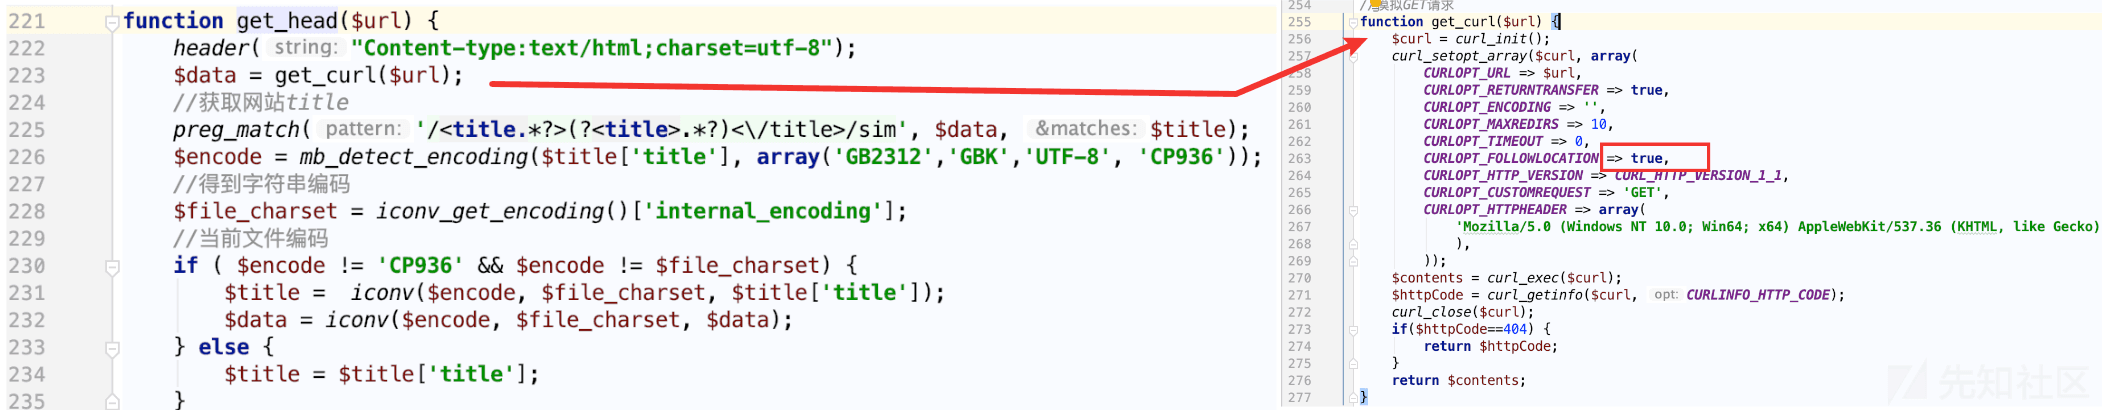 221 function get_head($url) {
222 header( string: "Content-type:text/html;charset=utf-8");
223 $data = get_curl($url);
224 //获取网站title
225 preg_match( pattern: '/<title.*?>(?<title>.*?)<\/title>/sim', $data, &matches: $title);
226 $encode = mb_detect_encoding($title['title'], array('GB2312','GBK','UTF-8', 'CP936'));
227 //得到字符串编码
228 $file_charset = iconv_get_encoding()['internal_encoding'];
229 //当前文件编码
230 if ( $encode != 'CP936' && $encode != $file_charset) {
231 $title = iconv($encode, $file_charset, $title['title']);
232 $data = iconv($encode, $file_charset, $data);
233 } else {
234 $title = $title['title'];
235 }
254 //模拟GET请求
255 function get_curl($url) {
256 $curl = curl_init();
257 curl_setopt_array($curl, array(
258 CURLOPT_URL => $url,
259 CURLOPT_RETURNTRANSFER => true,
260 CURLOPT_ENCODING => '',
261 CURLOPT_MAXREDIRS => 10,
262 CURLOPT_TIMEOUT => 0,
263 CURLOPT_FOLLOWLOCATION => true,
264 CURLOPT_HTTP_VERSION => CURL_HTTP_VERSION_1_1,
265 CURLOPT_CUSTOMREQUEST => 'GET',
266 CURLOPT_HTTPHEADER => array(
267 'Mozilla/5.0 (Windows NT 10.0; Win64; x64) AppleWebKit/537.36 (KHTML, like Gecko)
268 ),
269 ));
270 $contents = curl_exec($curl);
271 $httpCode = curl_getinfo($curl, opt: CURLINFO_HTTP_CODE);
272 curl_close($curl);
273 if($httpCode==404) {
274 return $httpCode;
275 }
276 return $contents;
277 }
先知社区